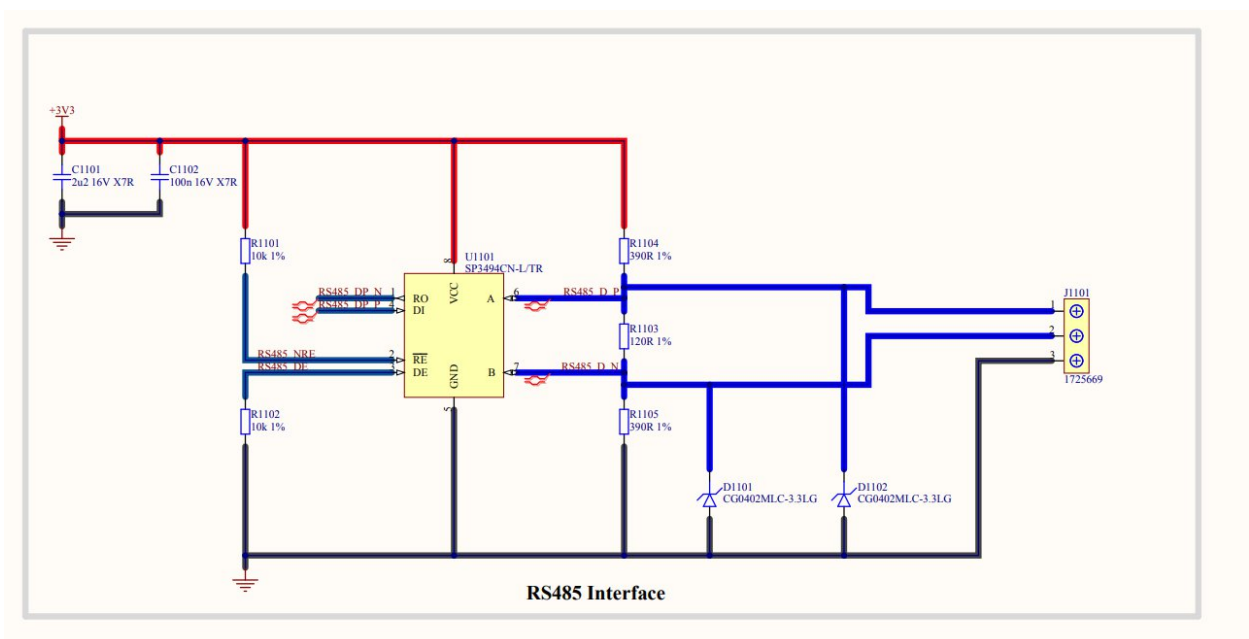 +3V3
C1101
2u2 16V X7R
C1102
100n 16V X7R
R1101
10k 1%
R1104
390R 1%
U1101
SP3494CN-L/TR
8
VCC
RS485_DP_N
1
RO
RS485_DP_P
4
DI
A
6
RS485_D_P
R1103
120R 1%
RS485_NRE
2
RE
RS485_DE
3
DE
GND
5
B
7
RS485_D_N
R1102
10k 1%
R1105
390R 1%
J1101
1
2
3
1725669
D1101
CG0402MLC-3.3LG
D1102
CG0402MLC-3.3LG
RS485 Interface